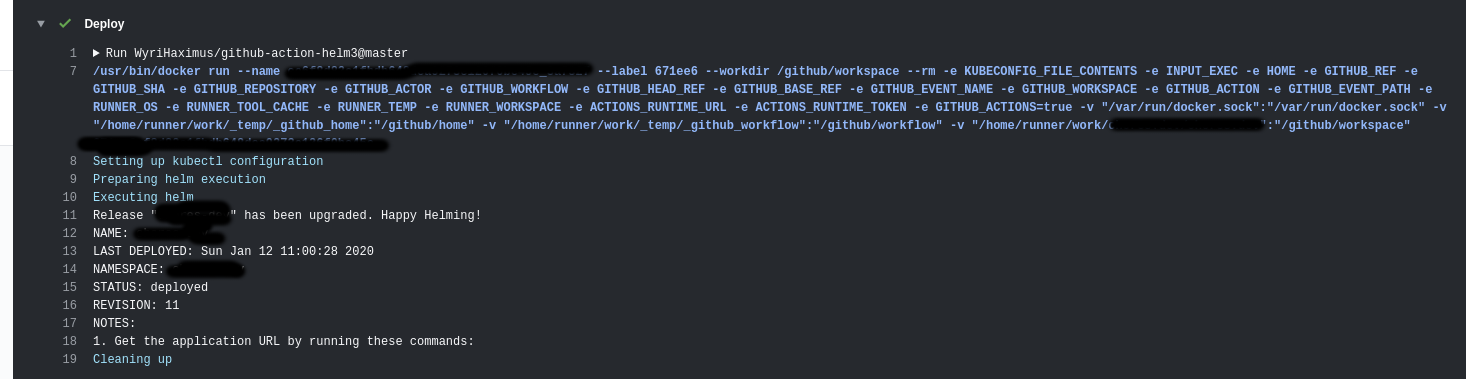 Deploy
1 Run WyriHaximus/github-action-helm3@master
7 /usr/bin/docker run --name --label 671ee6 --workdir /github/workspace --rm -e KUBECONFIG_FILE_CONTENTS -e INPUT_EXEC -e HOME -e GITHUB_REF -e
GITHUB_SHA -e GITHUB_REPOSITORY -e GITHUB_ACTOR -e GITHUB_WORKFLOW -e GITHUB_HEAD_REF -e GITHUB_BASE_REF -e GITHUB_EVENT_NAME -e GITHUB_WORKSPACE -e GITHUB_ACTION -e GITHUB_EVENT_PATH -e
RUNNER_OS -e RUNNER_TOOL_CACHE -e RUNNER_TEMP -e RUNNER_WORKSPACE -e ACTIONS_RUNTIME_URL -e ACTIONS_RUNTIME_TOKEN -e GITHUB_ACTIONS=true -v "/var/run/docker.sock":"/var/run/docker.sock" -v
"/home/runner/work/_temp/_github_home":"/github/home" -v "/home/runner/work/_temp/_github_workflow":"/github/workflow" -v "/home/runner/work/ ":"/github/workspace"
8 Setting up kubectl configuration
9 Preparing helm execution
10 Executing helm
11 Release " " has been upgraded. Happy Helming!
12 NAME:
13 LAST DEPLOYED: Sun Jan 12 11:00:28 2020
14 NAMESPACE:
15 STATUS: deployed
16 REVISION: 11
17 NOTES:
18 1. Get the application URL by running these commands:
19 Cleaning up